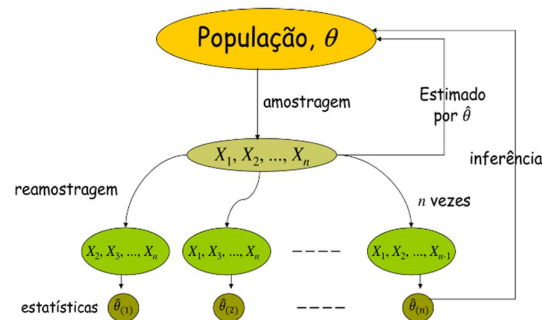 População, θ
amostragem
Estimado
por θ̂
X₁, X₂, ..., Xₙ
inferência
reamostragem
n vezes
X₂, X₃, ..., Xₙ
X₁, X₃, ..., Xₙ
X₁, X₂, ..., Xₙ₋₁
estatísticas
θ̂₍₁₎
θ̂₍₂₎
θ̂₍ₙ₎